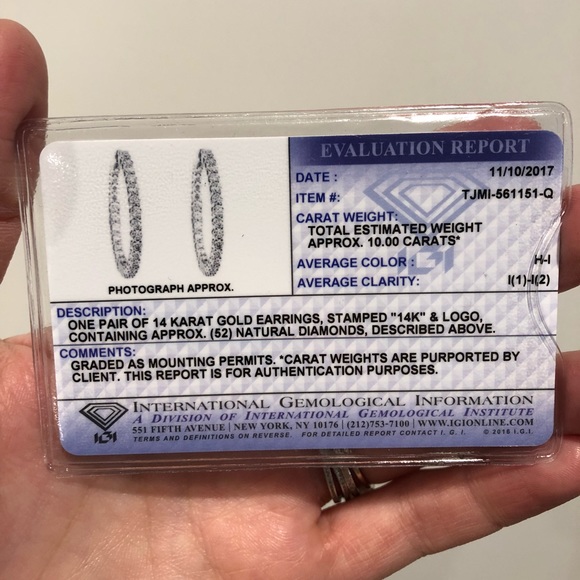 EVALUATION REPORT
DATE : 11/10/2017
ITEM #: TJMI-561151-Q
CARAT WEIGHT:
TOTAL ESTIMATED WEIGHT
APPROX. 10.00 CARATS*
AVERAGE COLOR : H-I
AVERAGE CLARITY: I(1)-I(2)
IGI
PHOTOGRAPH APPROX.
DESCRIPTION:
ONE PAIR OF 14 KARAT GOLD EARRINGS, STAMPED "14K" & LOGO,
CONTAINING APPROX. (52) NATURAL DIAMONDS, DESCRIBED ABOVE.
COMMENTS:
GRADED AS MOUNTING PERMITS. *CARAT WEIGHTS ARE PURPORTED BY
CLIENT. THIS REPORT IS FOR AUTHENTICATION PURPOSES.
IGI
INTERNATIONAL GEMOLOGICAL INFORMATION
A DIVISION OF INTERNATIONAL GEMOLOGICAL INSTITUTE
551 FIFTH AVENUE | NEW YORK, NY 10176 | (212)753-7100 | WWW.IGIONLINE.COM
TERMS AND DEFINITIONS ON REVERSE. FOR DETAILED REPORT CONTACT I. G. I. © 2016 I.G.I.